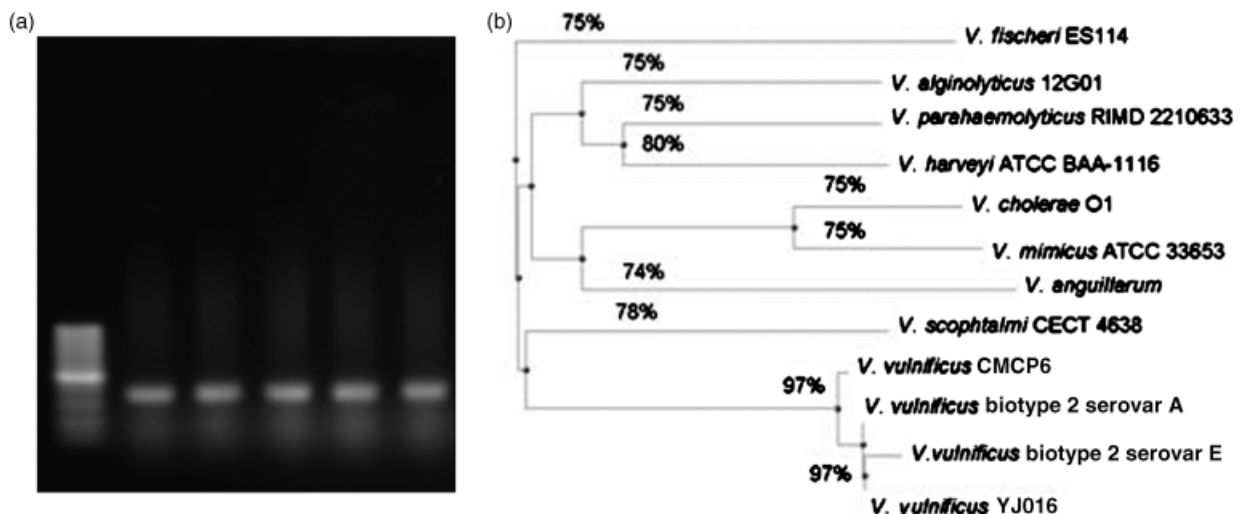 (a)
(b)
75%
V. fischeri ES114
75%
V. alginolyticus 12G01
75%
V. parahaemolyticus RIMD 2210633
80%
V. harveyi ATCC BAA-1116
75%
V. cholerae O1
75%
V. mimicus ATCC 33653
74%
V. anguillarum
78%
V. scophtalmi CECT 4638
V. vulnificus CMCP6
97%
V. vulnificus biotype 2 serovar A
V.vulnificus biotype 2 serovar E
97%
V. vulnificus YJ016